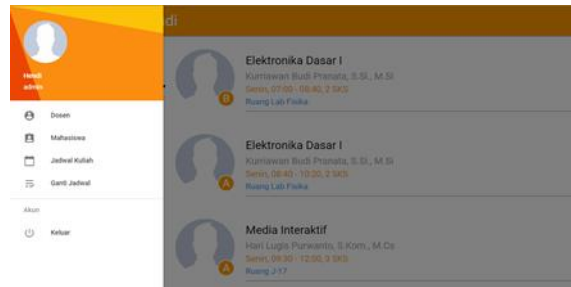 di
Hendi
admin
Dosen
Mahasiswa
Jadwal Kuliah
Ganti Jadwal
Akun
Keluar
Elektronika Dasar I
Kurniawan Budi Pranata, S.Si., M.Si
Senin, 07:00 - 08:40, 2 SKS
B
Ruang Lab Fisika
Elektronika Dasar I
Kurniawan Budi Pranata, S.Si., M.Si
Senin, 08:40 - 10:20, 2 SKS
A
Ruang Lab Fisika
Media Interaktif
Hari Lugis Purwanto, S.Kom., M.Cs
Senin, 09:30 - 12:00, 3 SKS
A
Ruang J-17